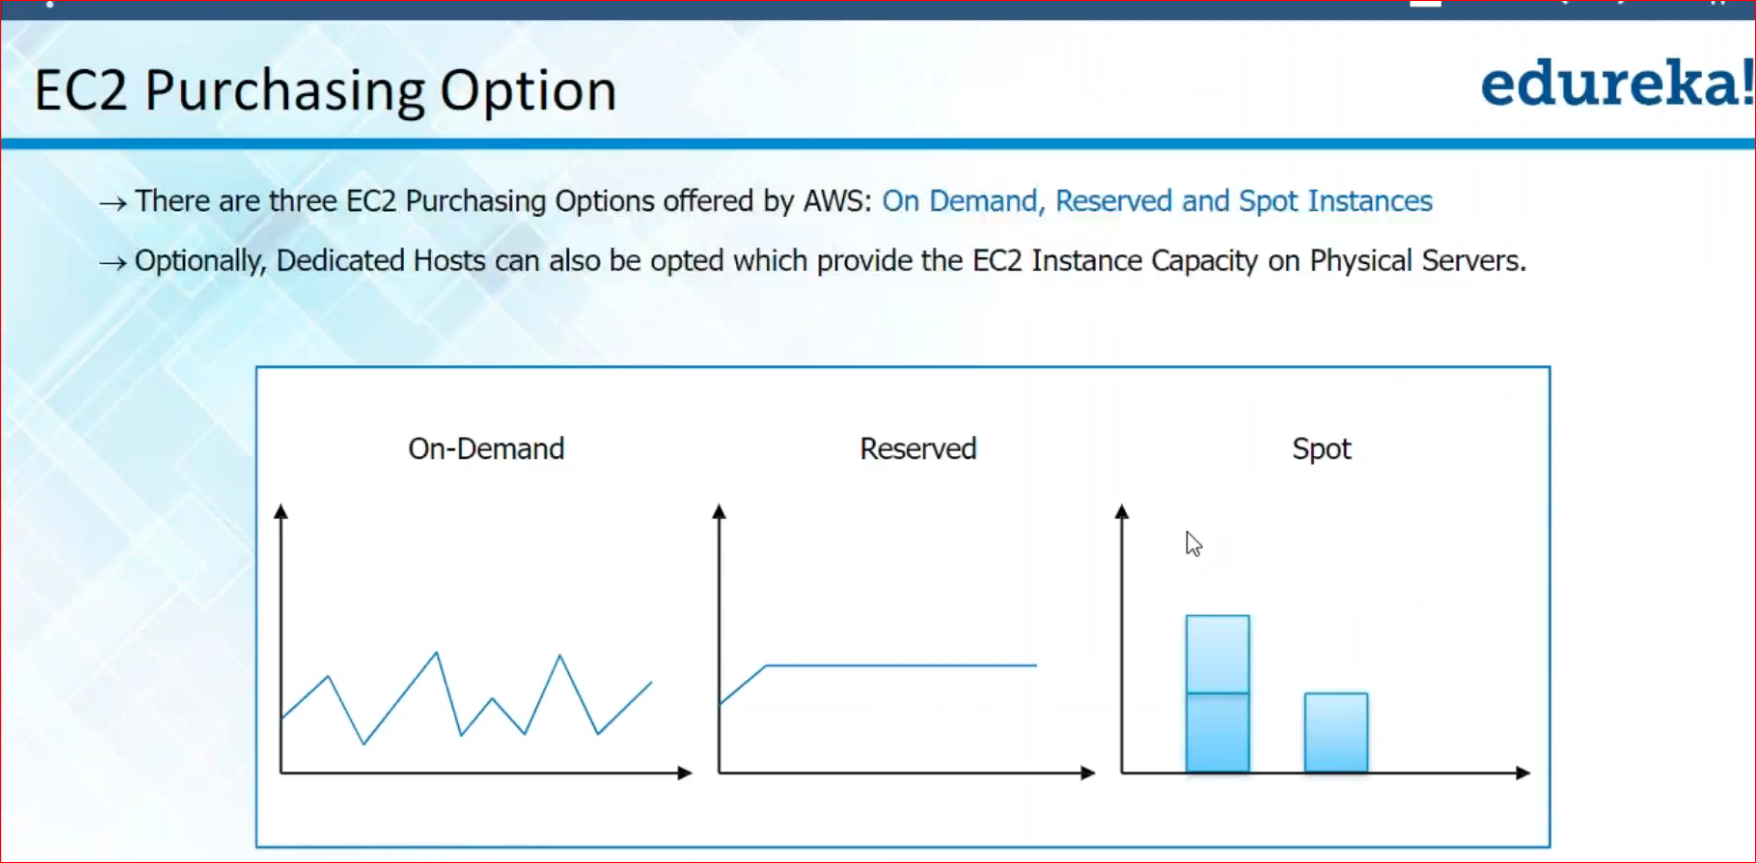 EC2 Purchasing Option
edureka!
→ There are three EC2 Purchasing Options offered by AWS: On Demand, Reserved and Spot Instances
→ Optionally, Dedicated Hosts can also be opted which provide the EC2 Instance Capacity on Physical Servers.
On-Demand
Reserved
Spot